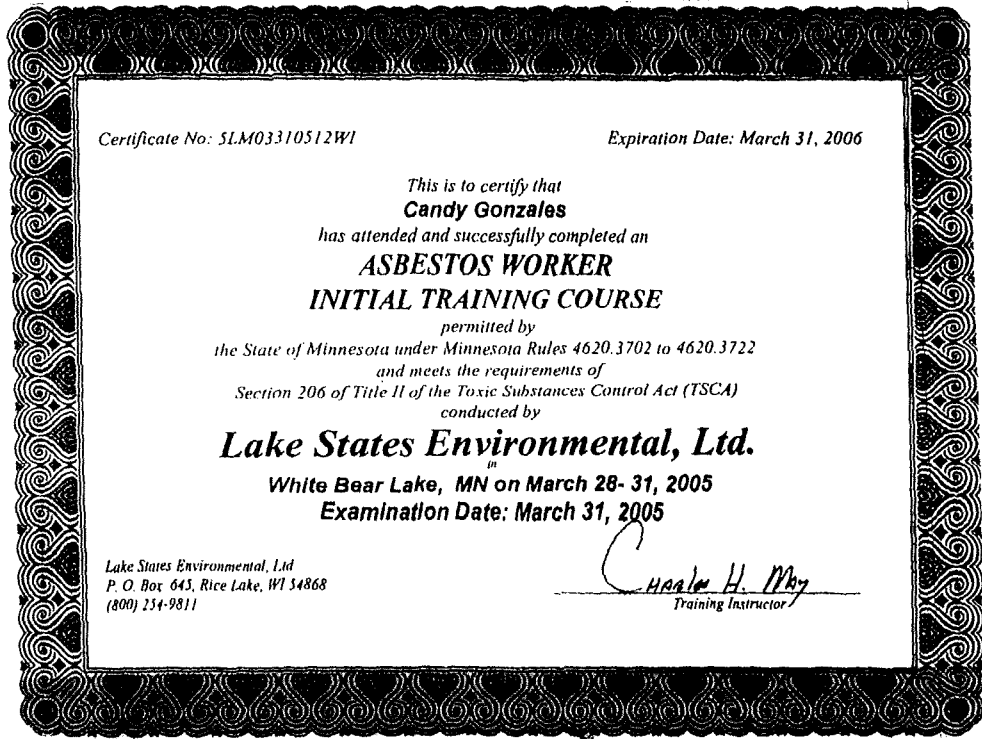 Certificate No: 5LM03310512WI
Expiration Date: March 31, 2006
This is to certify that
Candy Gonzales
has attended and successfully completed an
ASBESTOS WORKER
INITIAL TRAINING COURSE
permitted by
the State of Minnesota under Minnesota Rules 4620.3702 to 4620.3722
and meets the requirements of
Section 206 of Title II of the Toxic Substances Control Act (TSCA)
conducted by
Lake States Environmental, Ltd.
in
White Bear Lake, MN on March 28- 31, 2005
Examination Date: March 31, 2005
Lake States Environmental, Ltd
P. O. Box 645, Rice Lake, WI 54868
(800) 254-9811
Charles H. May
Training Instructor